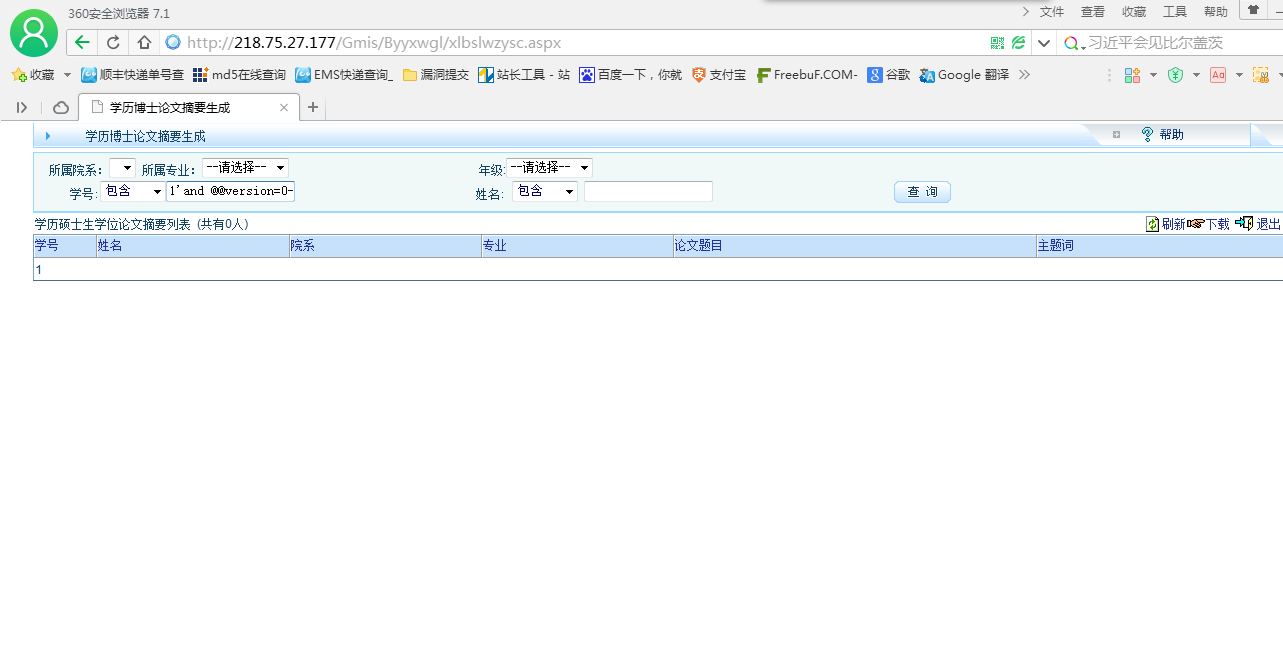 360安全浏览器 7.1
文件 查看 收藏 工具 帮助
http://218.75.27.177/Gmis/Byyxwgl/xlbslwzysc.aspx
习近平会见比尔盖茨
收藏 顺丰快递单号查 md5在线查询 EMS快递查询_ 漏洞提交 站长工具 - 站 百度一下，你就 支付宝 FreebuF.COM- 谷歌 Google 翻译
学历博士论文摘要生成
学历博士论文摘要生成 帮助
所属院系: 所属专业: --请选择-- 年级: --请选择--
学号: 包含 1'and @@version=0- 姓名: 包含 查 询
学历硕士生学位论文摘要列表 (共有0人) 刷新 下载 退出
学号 姓名 院系 专业 论文题目 主题词
1